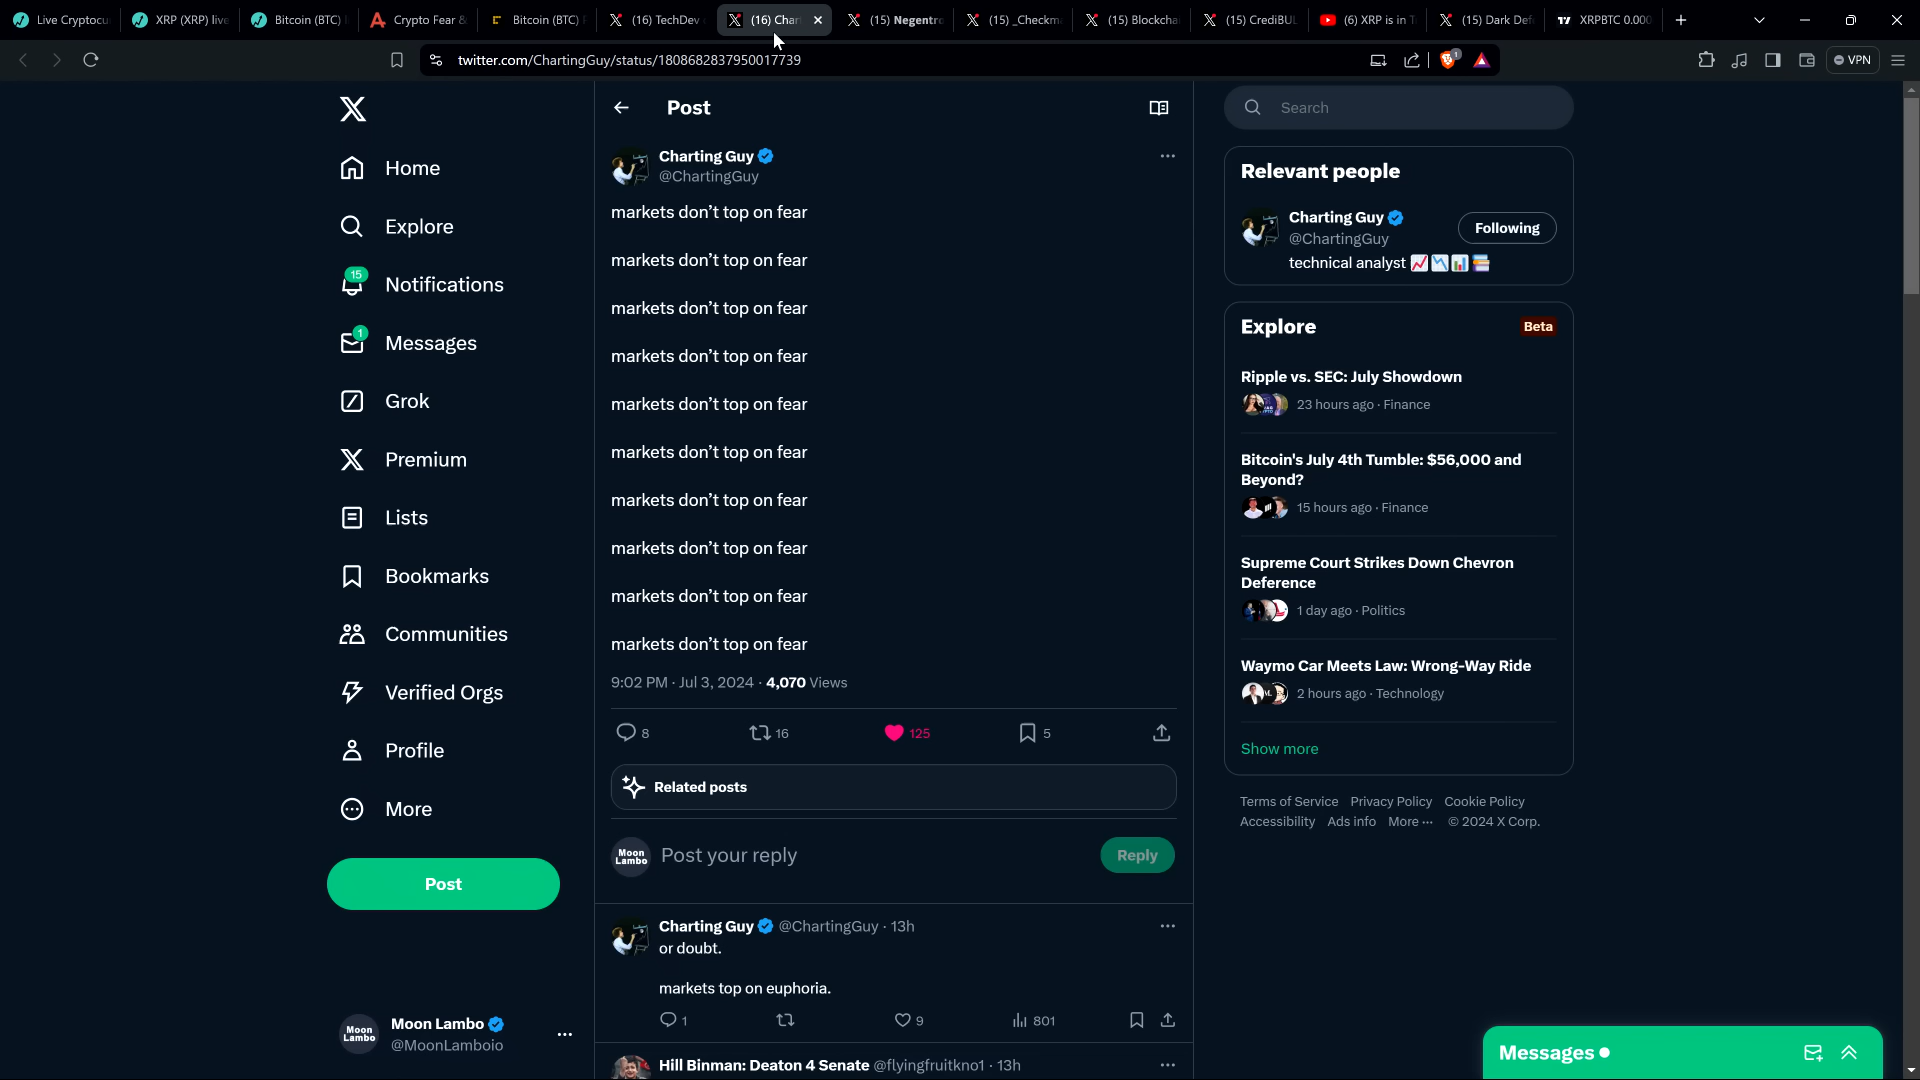 Live Cryptocur
XRP (XRP) live
Bitcoin (BTC)
Crypto Fear &
Bitcoin (BTC)
(16) TechDev
(16) Chart
(15) Negentro
(15) _Checkma
(15) Blockchai
(15) CrediBUL
(6) XRP is in T
(15) Dark Defe
XRPBTC 0.000
twitter.com/ChartingGuy/status/1808682837950017739
1
VPN
Home
Explore
15
Notifications
1
Messages
Grok
Premium
Lists
Bookmarks
Communities
Verified Orgs
Profile
More
Post
Moon Lambo
Moon Lambo
@MoonLamboio
Post
Charting Guy
@ChartingGuy
markets don’t top on fear
markets don’t top on fear
markets don’t top on fear
markets don’t top on fear
markets don’t top on fear
markets don’t top on fear
markets don’t top on fear
markets don’t top on fear
markets don’t top on fear
markets don’t top on fear
9:02 PM · Jul 3, 2024 · 4,070 Views
8
16
125
5
Related posts
Moon Lambo
Post your reply
Reply
Charting Guy @ChartingGuy · 13h
or doubt.
markets top on euphoria.
1
9
801
Hill Binman: Deaton 4 Senate @flyingfruitkno1 · 13h
Search
Relevant people
Charting Guy
@ChartingGuy
Following
technical analyst
Explore
Beta
Ripple vs. SEC: July Showdown
23 hours ago · Finance
Bitcoin's July 4th Tumble: $56,000 and
Beyond?
15 hours ago · Finance
Supreme Court Strikes Down Chevron
Deference
1 day ago · Politics
Waymo Car Meets Law: Wrong-Way Ride
2 hours ago · Technology
Show more
Terms of Service Privacy Policy Cookie Policy
Accessibility Ads info More ··· © 2024 X Corp.
Messages